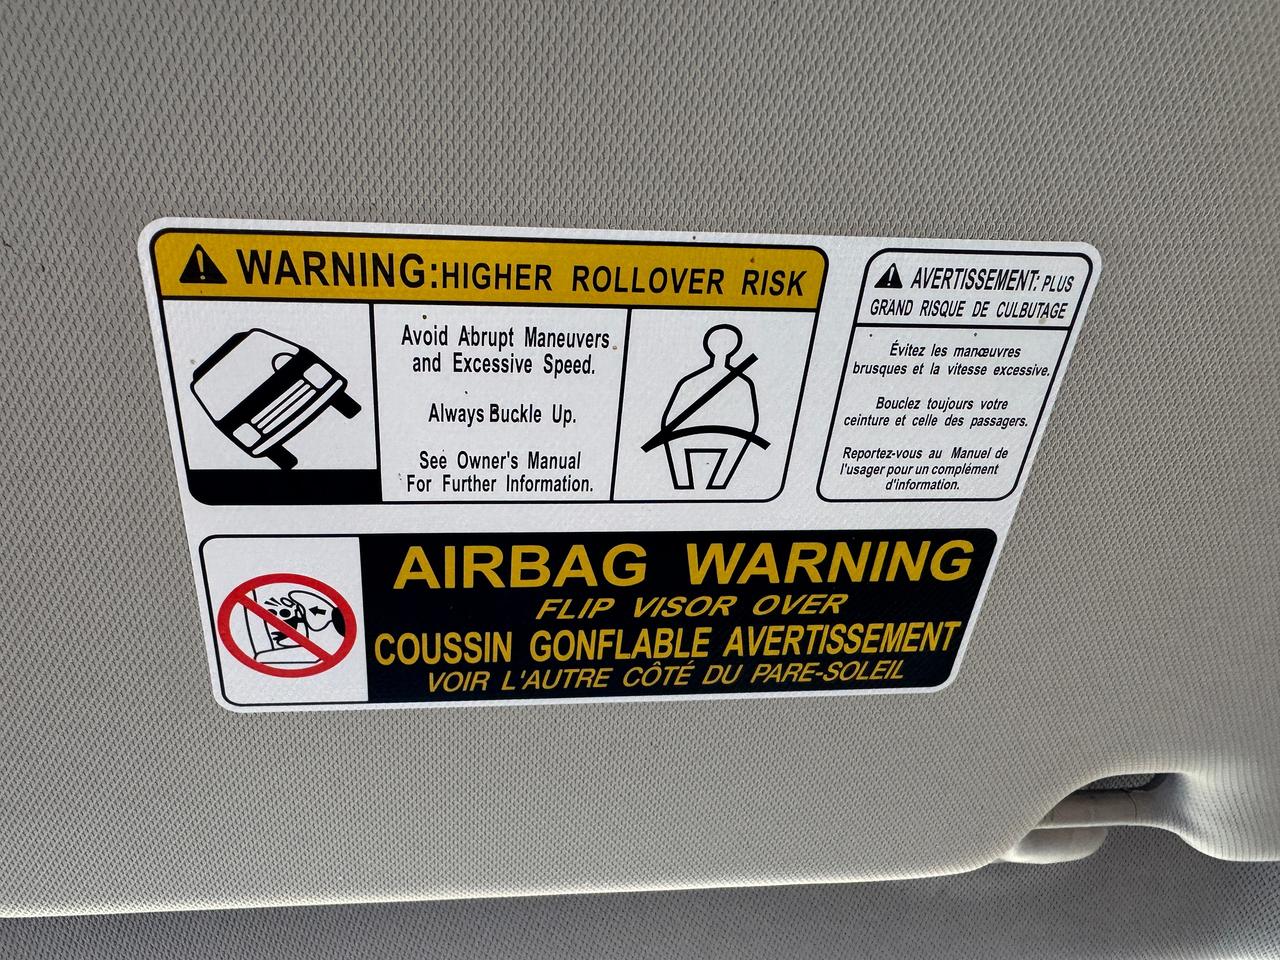 WARNING:HIGHER ROLLOVER RISK
Avoid Abrupt Maneuvers
and Excessive Speed.
Always Buckle Up.
See Owner's Manual
For Further Information.
AVERTISSEMENT: PLUS
GRAND RISQUE DE CULBUTAGE
Évitez les manœuvres
brusques et la vitesse excessive.
Bouclez toujours votre
ceinture et celle des passagers.
Reportez-vous au Manuel de
l'usager pour un complément
d'information.
AIRBAG WARNING
FLIP VISOR OVER
COUSSIN GONFLABLE AVERTISSEMENT
VOIR L'AUTRE CÔTÉ DU PARE-SOLEIL